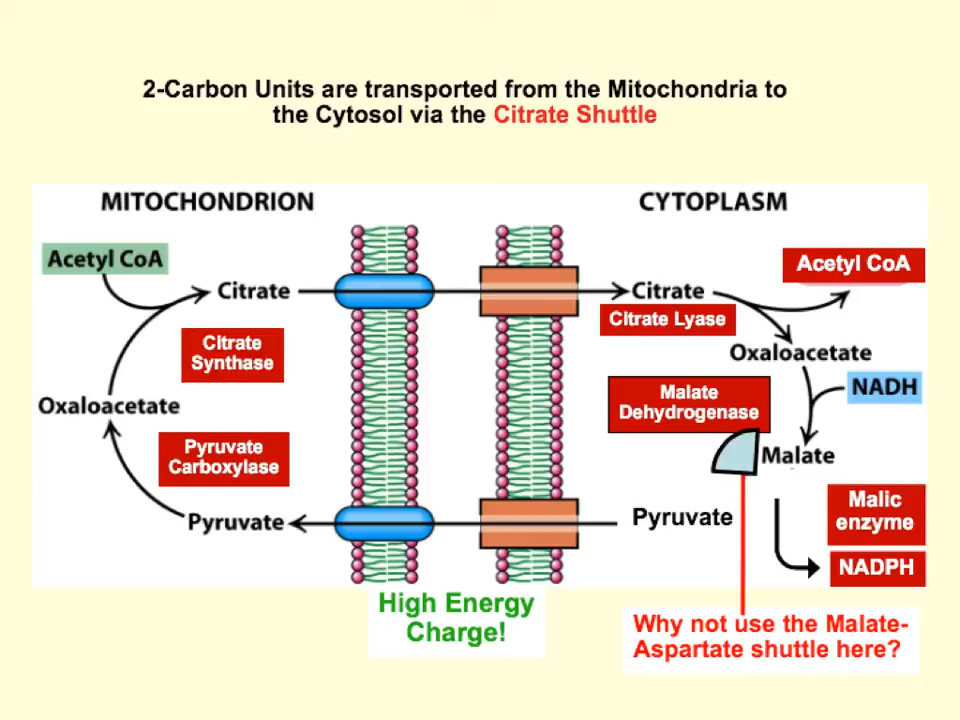 2-Carbon Units are transported from the Mitochondria to
the Cytosol via the Citrate Shuttle
MITOCHONDRION
CYTOPLASM
Acetyl CoA
Citrate
Citrate
Acetyl CoA
Citrate Lyase
Citrate
Synthase
Oxaloacetate
Oxaloacetate
NADH
Malate
Dehydrogenase
Pyruvate
Carboxylase
Malate
Pyruvate
Pyruvate
Malic
enzyme
NADPH
High Energy
Charge!
Why not use the Malate-
Aspartate shuttle here?